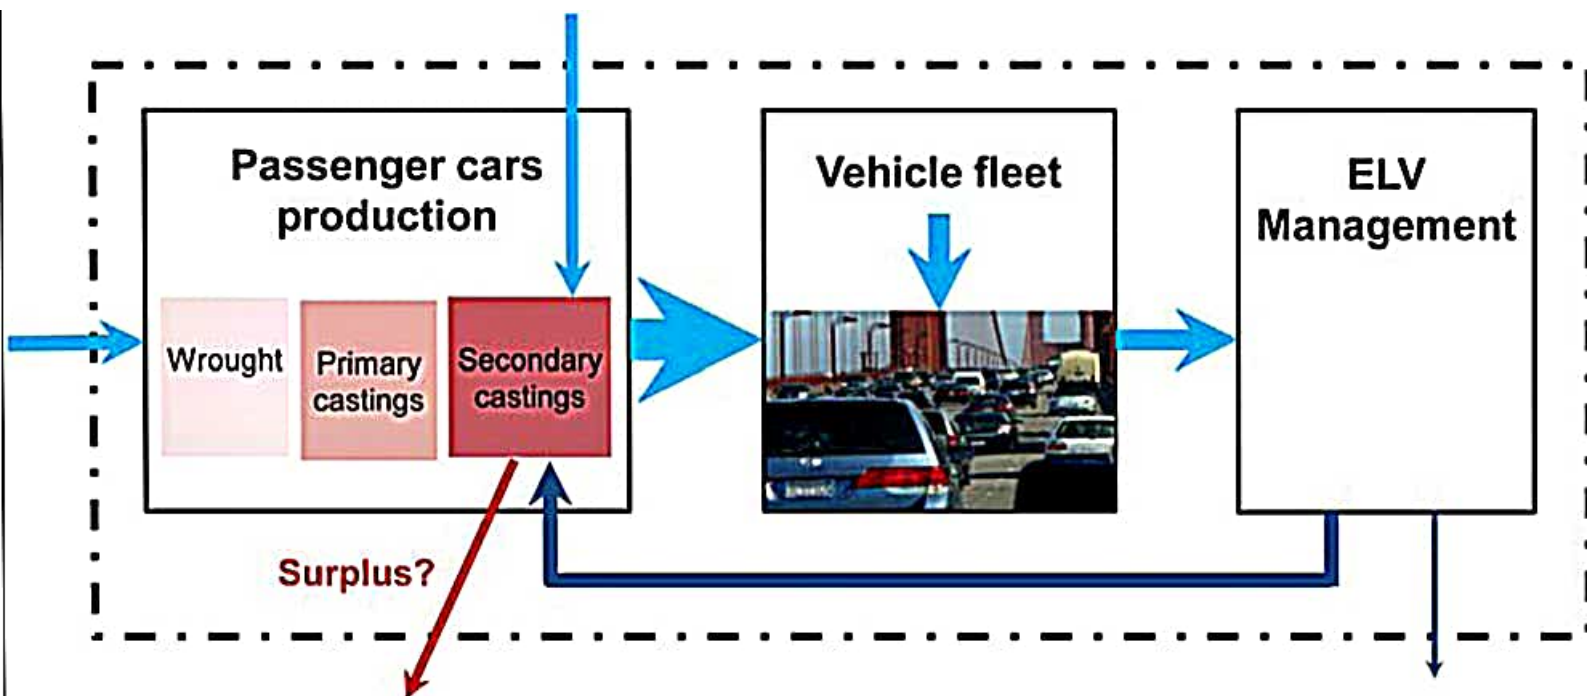 Passenger cars
production
Wrought
Primary
castings
Secondary
castings
Surplus?
Vehicle fleet
ELV
Management